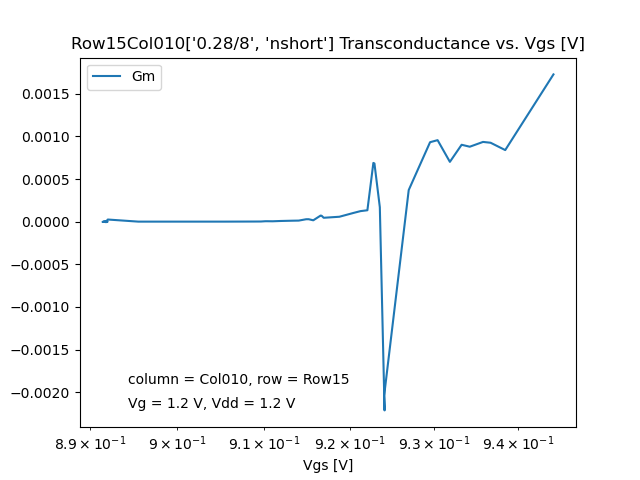 Row15Col010['0.28/8', 'nshort'] Transconductance vs. Vgs [V]
Gm
0.0015
0.0010
0.0005
0.0000
−0.0005
−0.0010
−0.0015
−0.0020
column = Col010, row = Row15
Vg = 1.2 V, Vdd = 1.2 V
8.9 × 10⁻¹ 9 × 10⁻¹ 9.1 × 10⁻¹ 9.2 × 10⁻¹ 9.3 × 10⁻¹ 9.4 × 10⁻¹
Vgs [V]